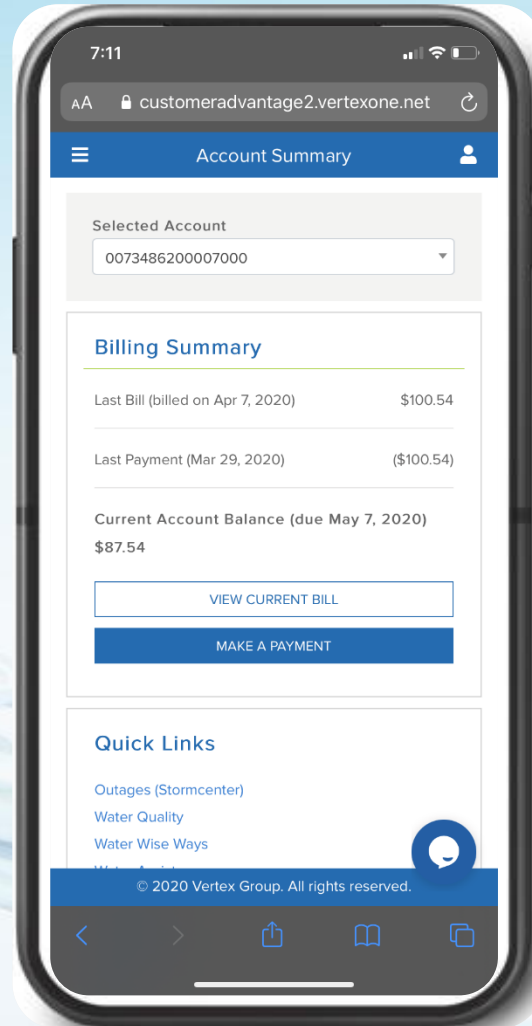 7:11
AA customeradvantage2.vertexone.net
Account Summary
Selected Account
0073486200007000
Billing Summary
Last Bill (billed on Apr 7, 2020) $100.54
Last Payment (Mar 29, 2020) ($100.54)
Current Account Balance (due May 7, 2020)
$87.54
VIEW CURRENT BILL
MAKE A PAYMENT
Quick Links
Outages (Stormcenter)
Water Quality
Water Wise Ways
© 2020 Vertex Group. All rights reserved.